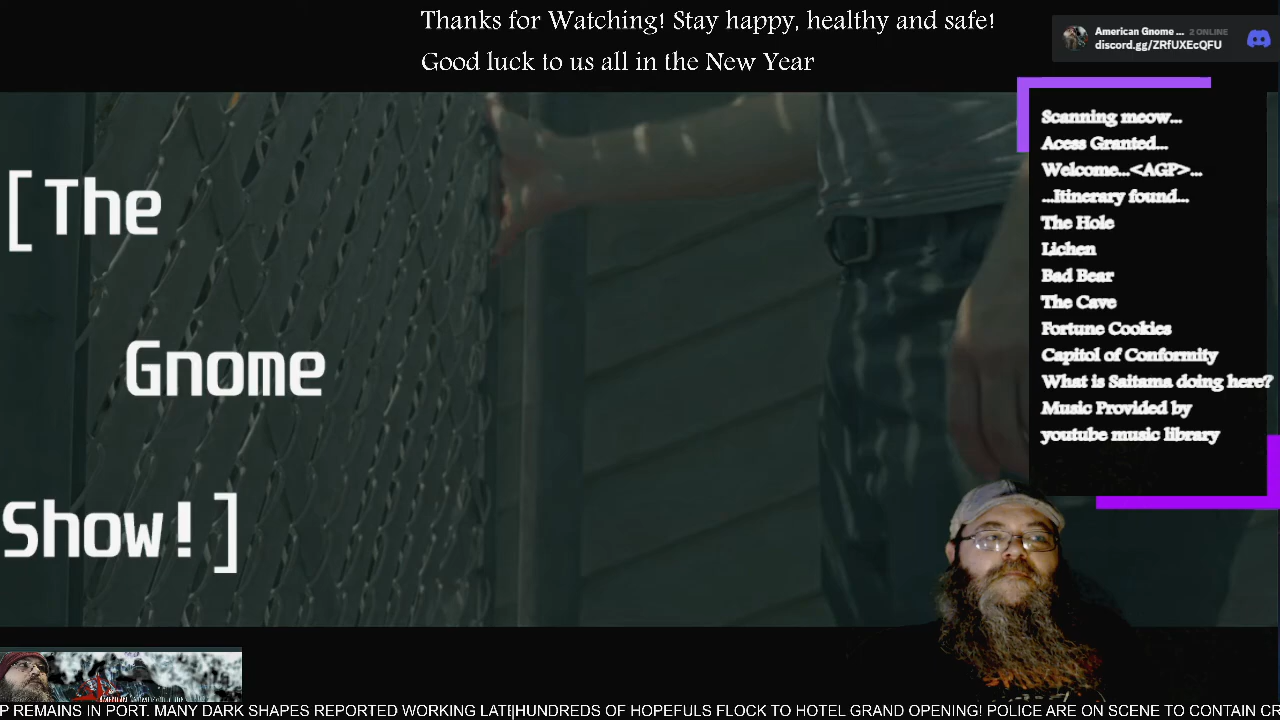 Thanks for Watching! Stay happy, healthy and safe!
Good luck to us all in the New Year
American Gnome ... 2 ONLINE
discord.gg/ZRfUXEcQFU
Scanning meow...
Acess Granted...
Welcome...<AGP>...
...Itinerary found...
The Hole
Lichen
Bad Bear
The Cave
Fortune Cookies
Capitol of Conformity
What is Saitama doing here?
Music Provided by
youtube music library
[The
Gnome
Show!]
P REMAINS IN PORT. MANY DARK SHAPES REPORTED WORKING LATE|HUNDREDS OF HOPEFULS FLOCK TO HOTEL GRAND OPENING! POLICE ARE ON SCENE TO CONTAIN CR